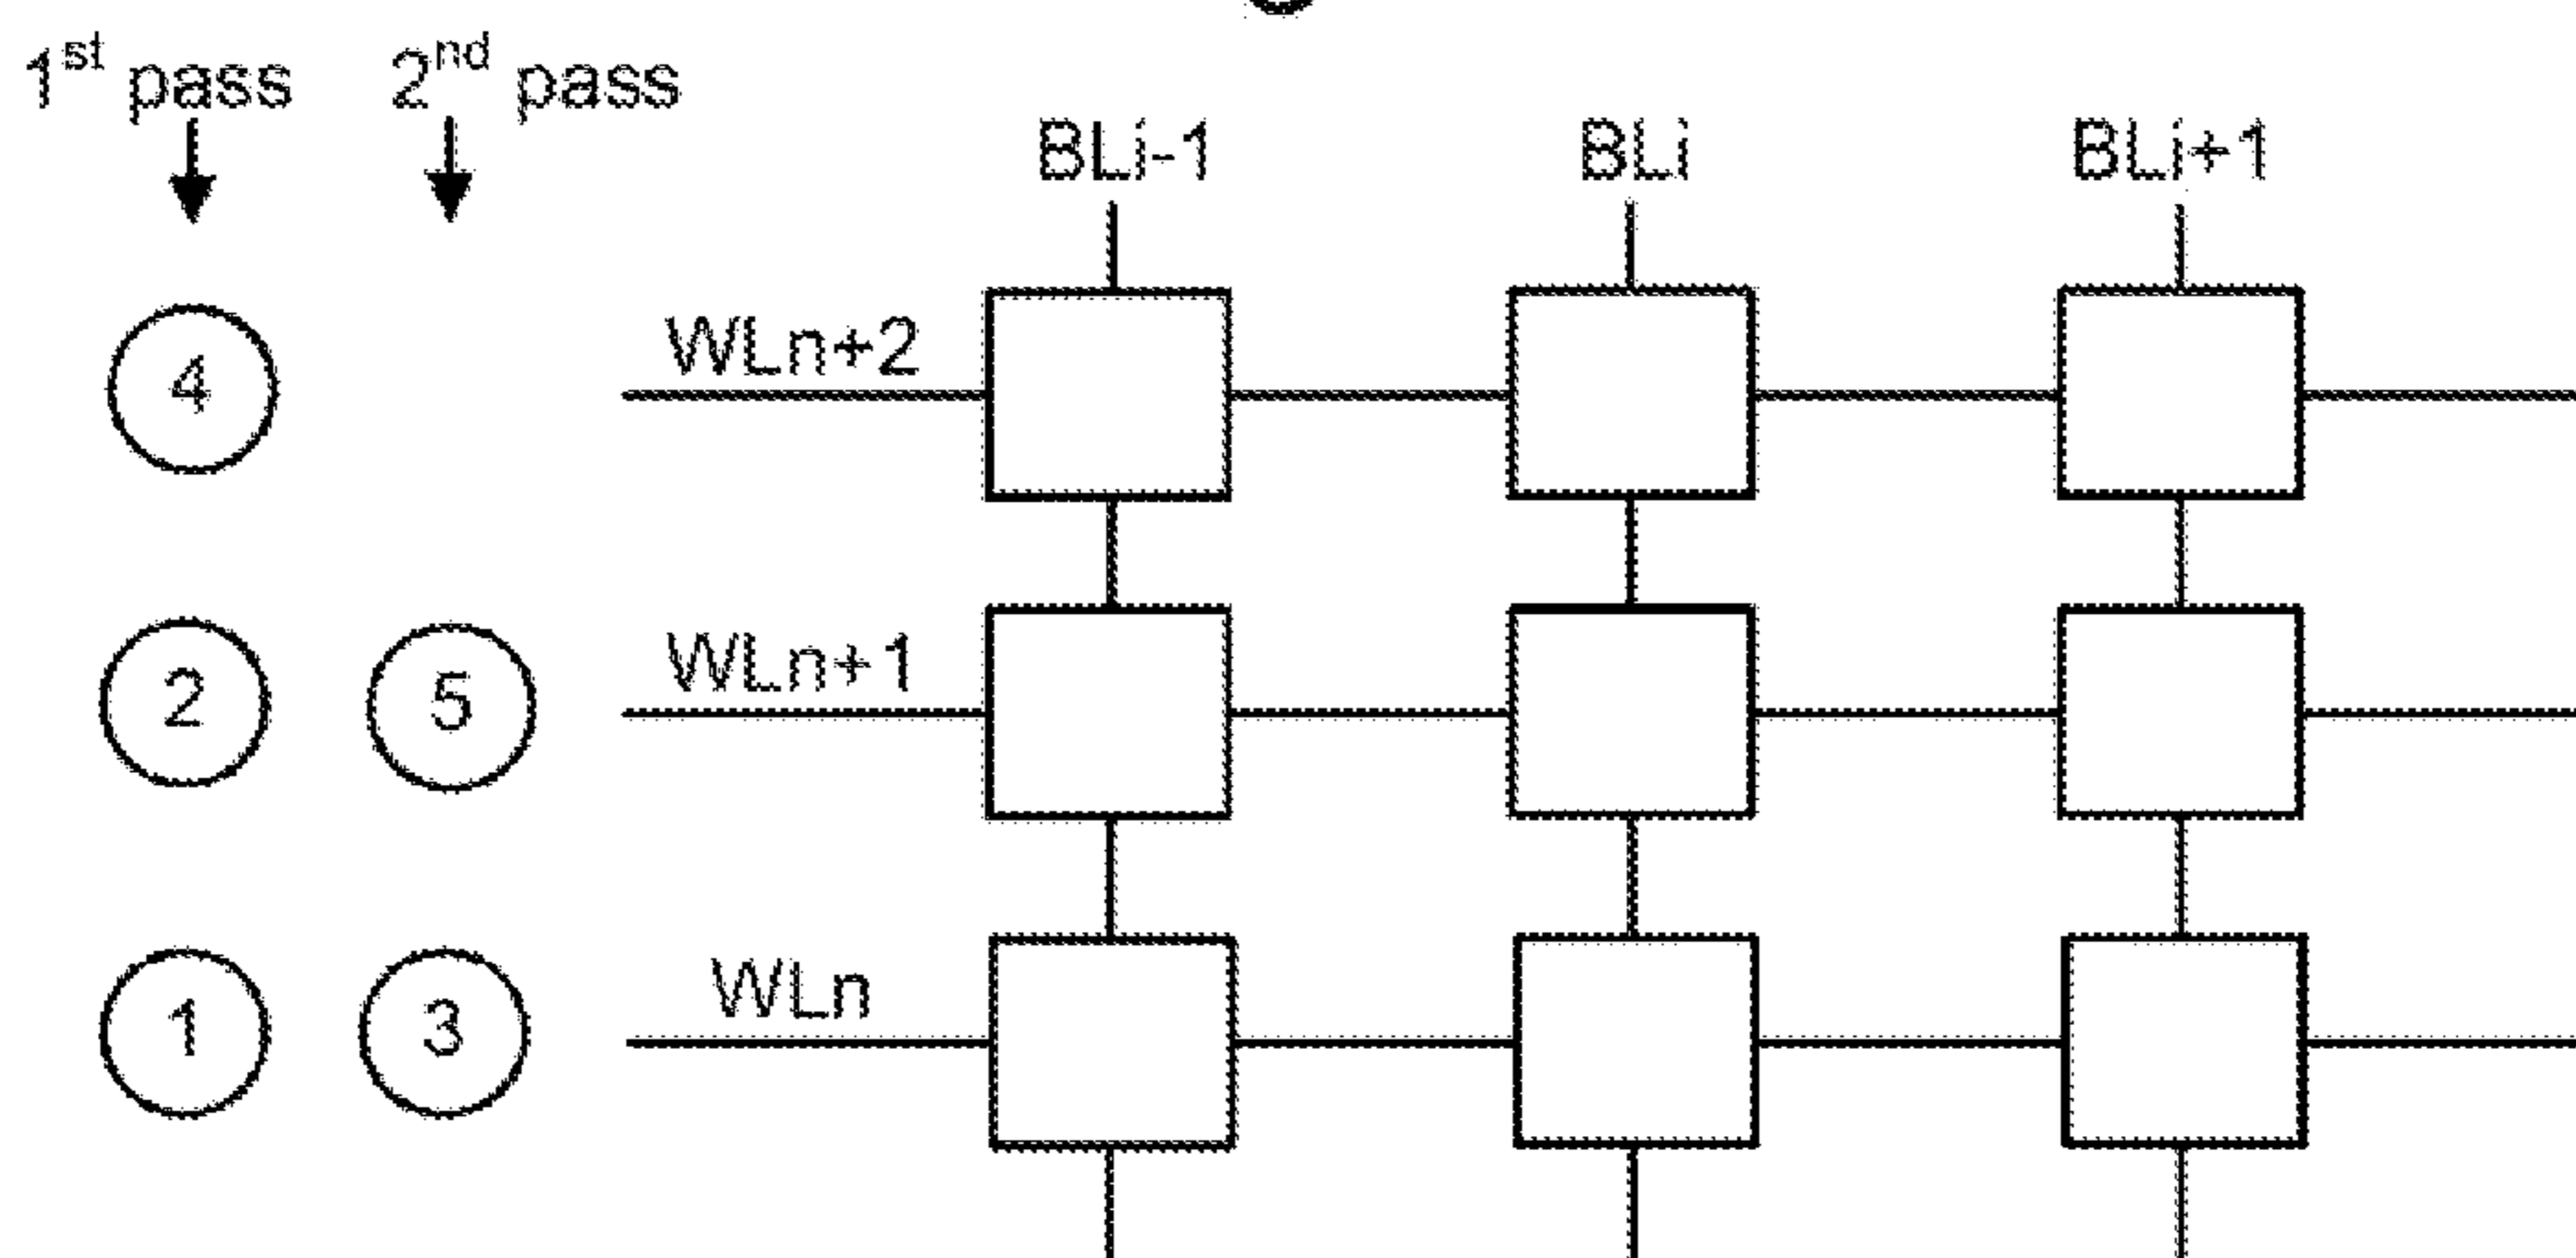 1st pass 2nd pass
BLi-1 BLi BLi+1
4 WLn+2
2 5 WLn+1
1 3 WLn